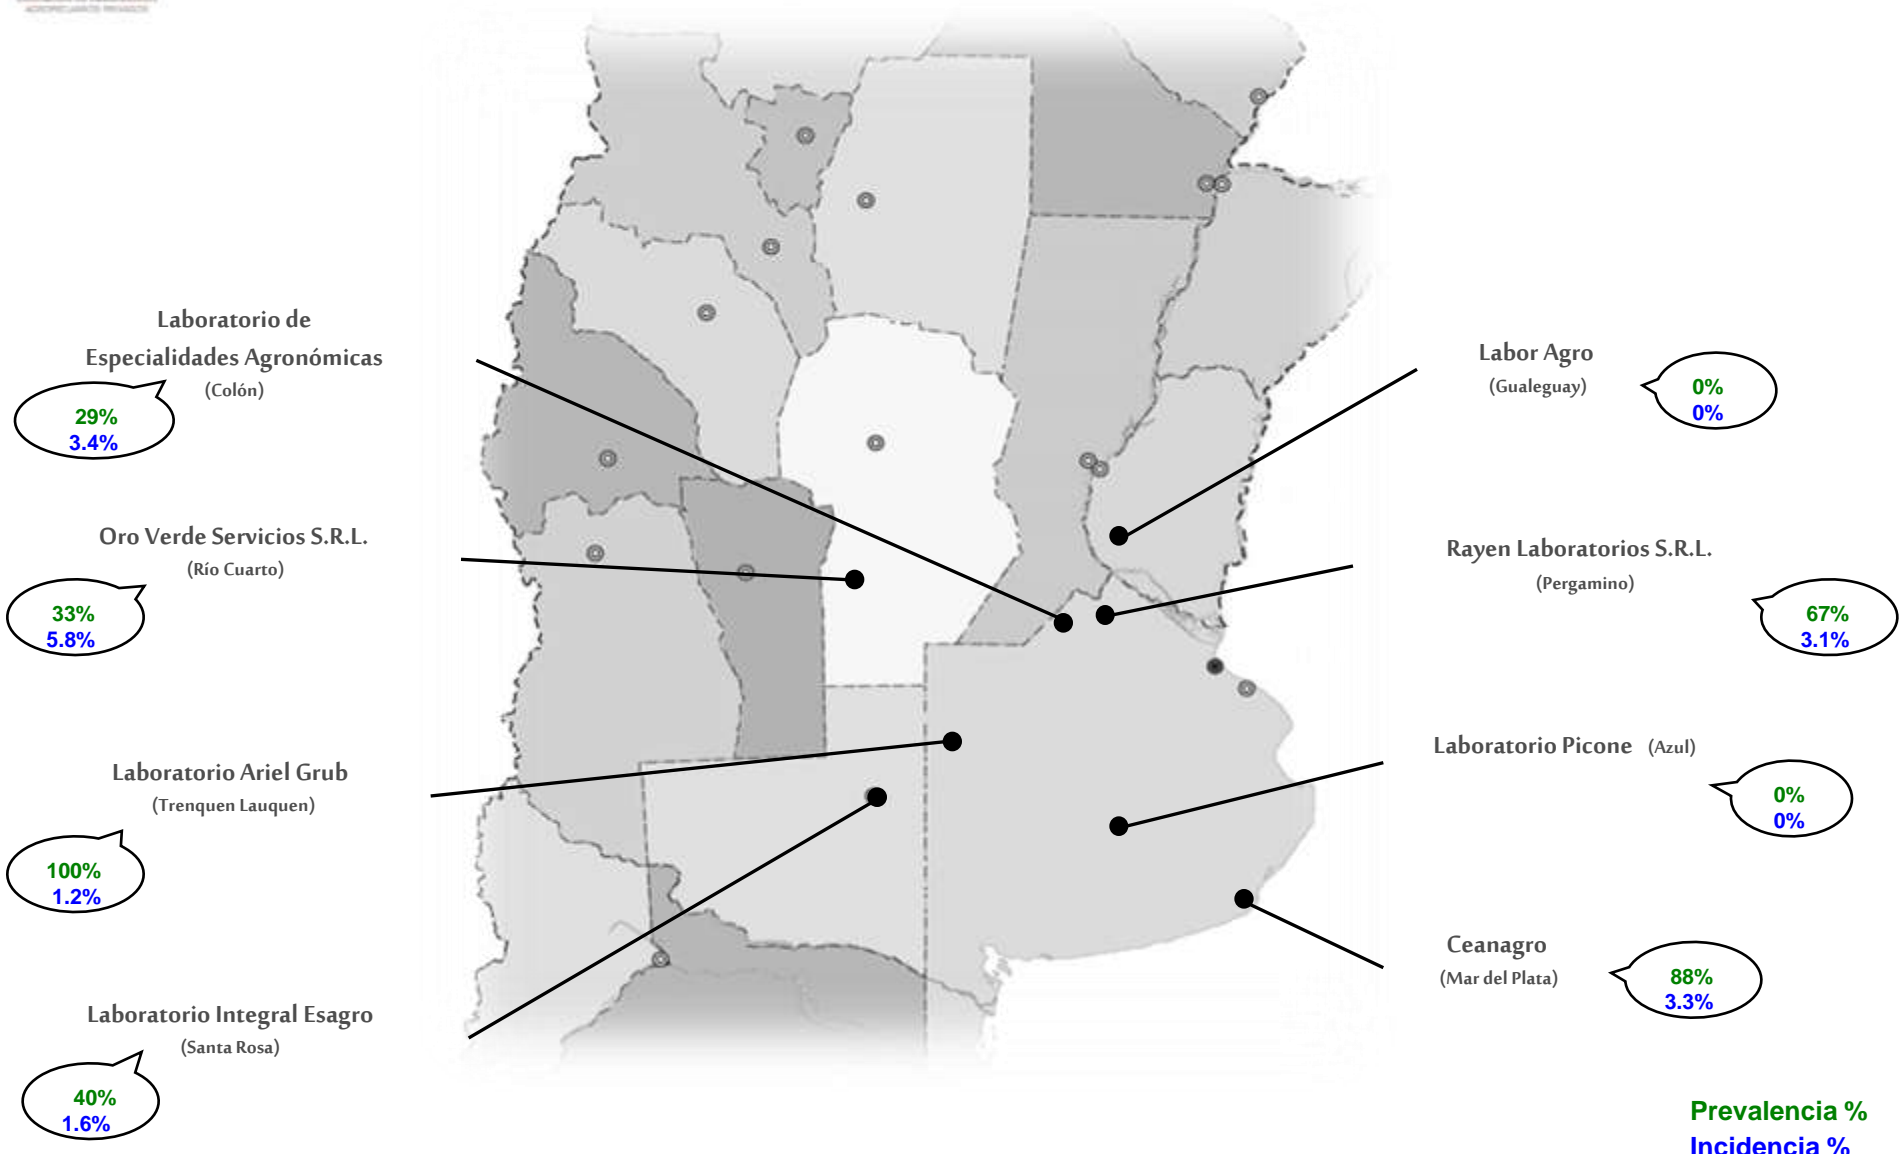 AGROPECUARIOS PRIVADOS
Laboratorio de
Especialidades Agronómicas
(Colón)
29%
3.4%
Oro Verde Servicios S.R.L.
(Río Cuarto)
33%
5.8%
Laboratorio Ariel Grub
(Trenquen Lauquen)
100%
1.2%
Laboratorio Integral Esagro
(Santa Rosa)
40%
1.6%
Labor Agro
(Gualeguay)
0%
0%
Rayen Laboratorios S.R.L.
(Pergamino)
67%
3.1%
Laboratorio Picone (Azul)
0%
0%
Ceanagro
(Mar del Plata)
88%
3.3%
Prevalencia %
Incidencia %